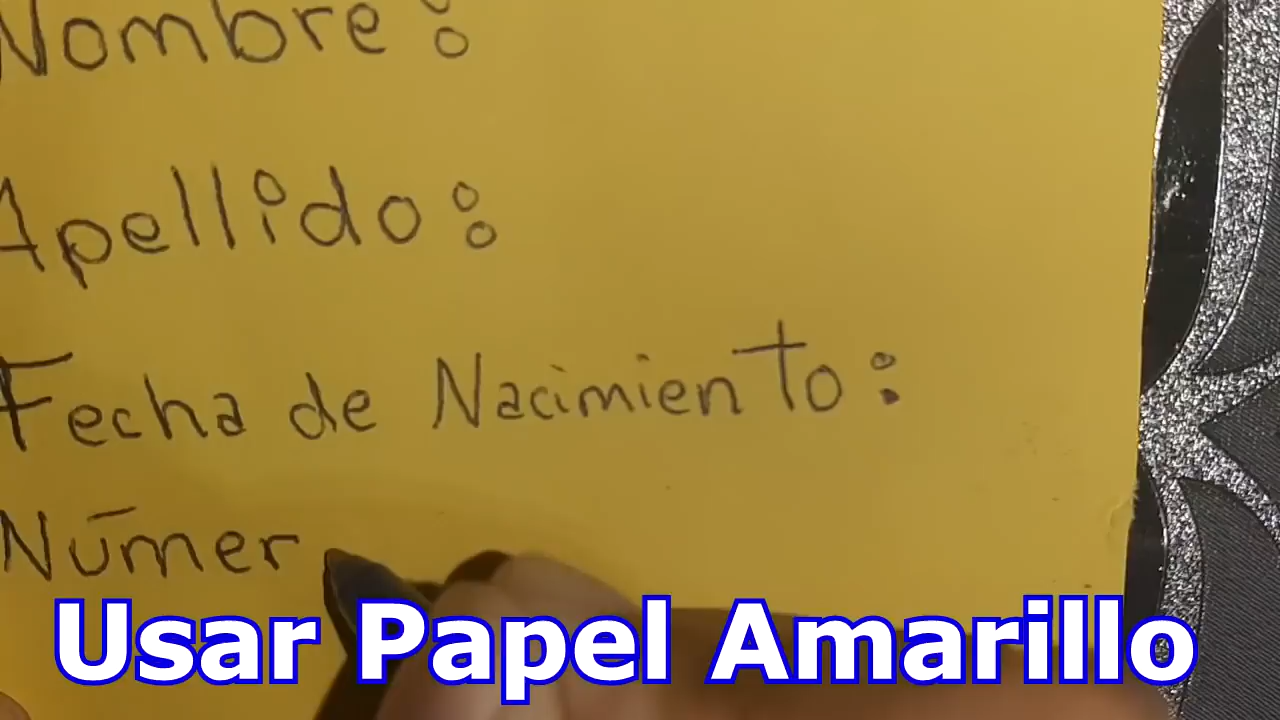 Nombre:
Apellido:
Fecha de Nacimiento:
Númer
Usar Papel Amarillo